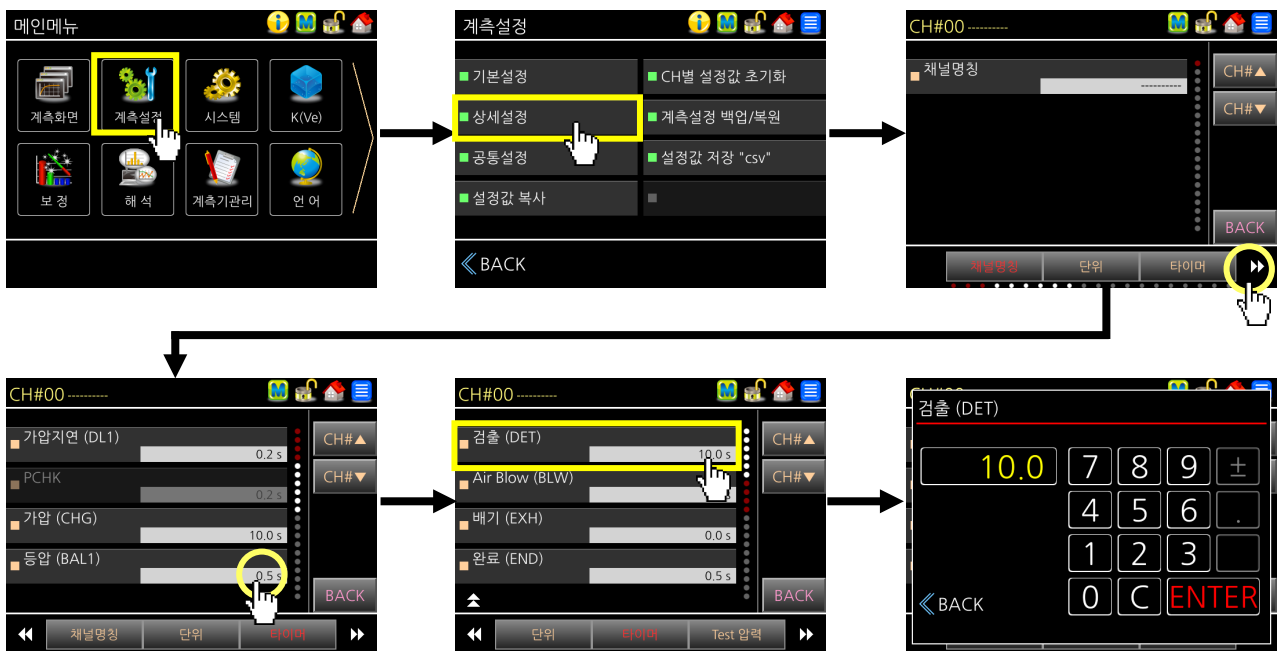 메인메뉴
계측화면
계측설정
시스템
K(Ve)
보 정
해 석
계측기관리
언 어
계측설정
기본설정
CH별 설정값 초기화
상세설정
계측설정 백업/복원
공통설정
설정값 저장 "csv"
설정값 복사
BACK
CH#00 ----------
채널명칭
----------
CH#▲
CH#▼
BACK
채널명칭
단위
타이머
CH#00 ----------
가압지연 (DL1)
0.2 s
PCHK
0.2 s
가압 (CHG)
10.0 s
등압 (BAL1)
0.5 s
CH#▲
CH#▼
BACK
채널명칭
단위
타이머
CH#00 ----------
검출 (DET)
10.0 s
Air Blow (BLW)
s
배기 (EXH)
0.0 s
완료 (END)
0.5 s
CH#▲
CH#▼
BACK
단위
타이머
Test 압력
검출 (DET)
10.0
7 8 9 ±
4 5 6 .
1 2 3
0 C ENTER
BACK